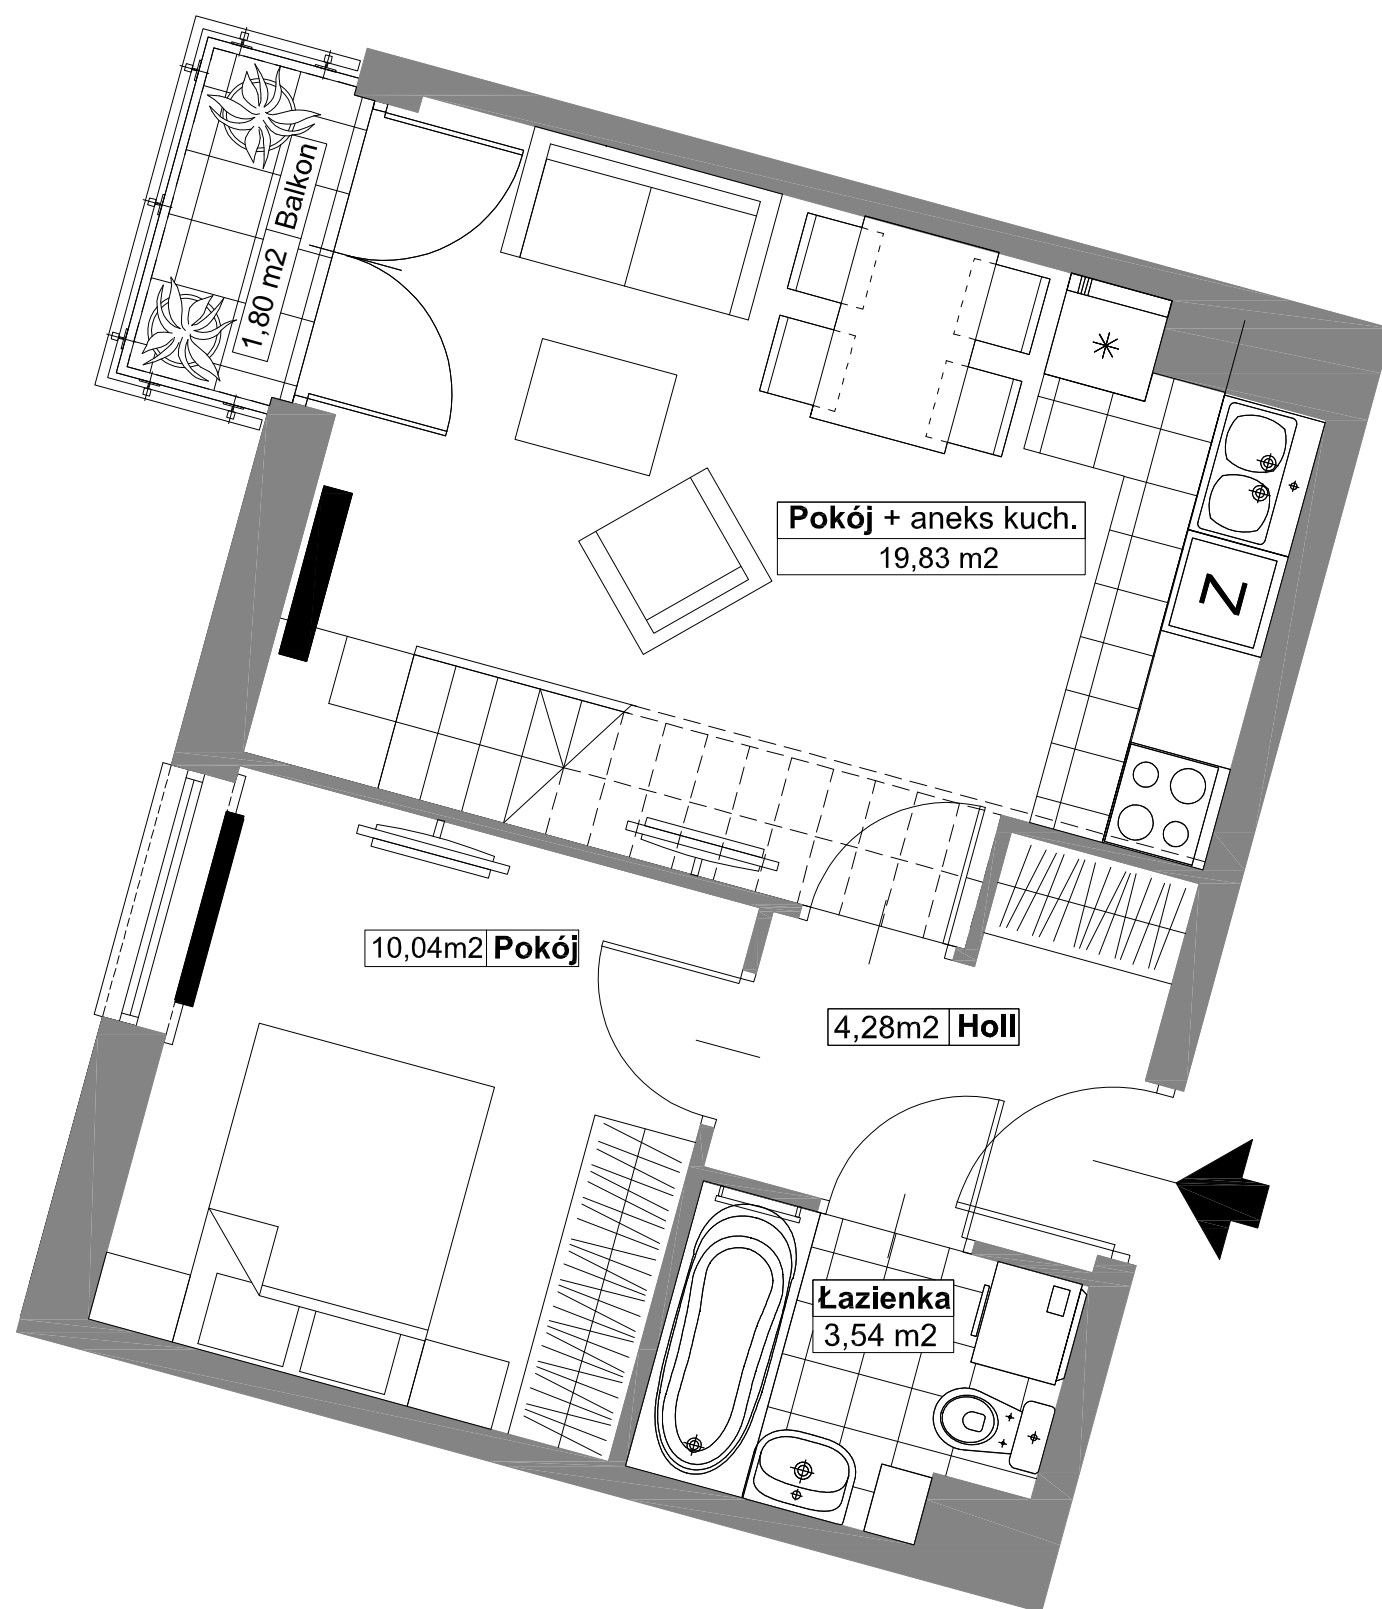 Balkon
1,80 m2
Pokój + aneks kuch.
19,83 m2
Z
10,04m2 Pokój
4,28m2 Holl
Łazienka
3,54 m2